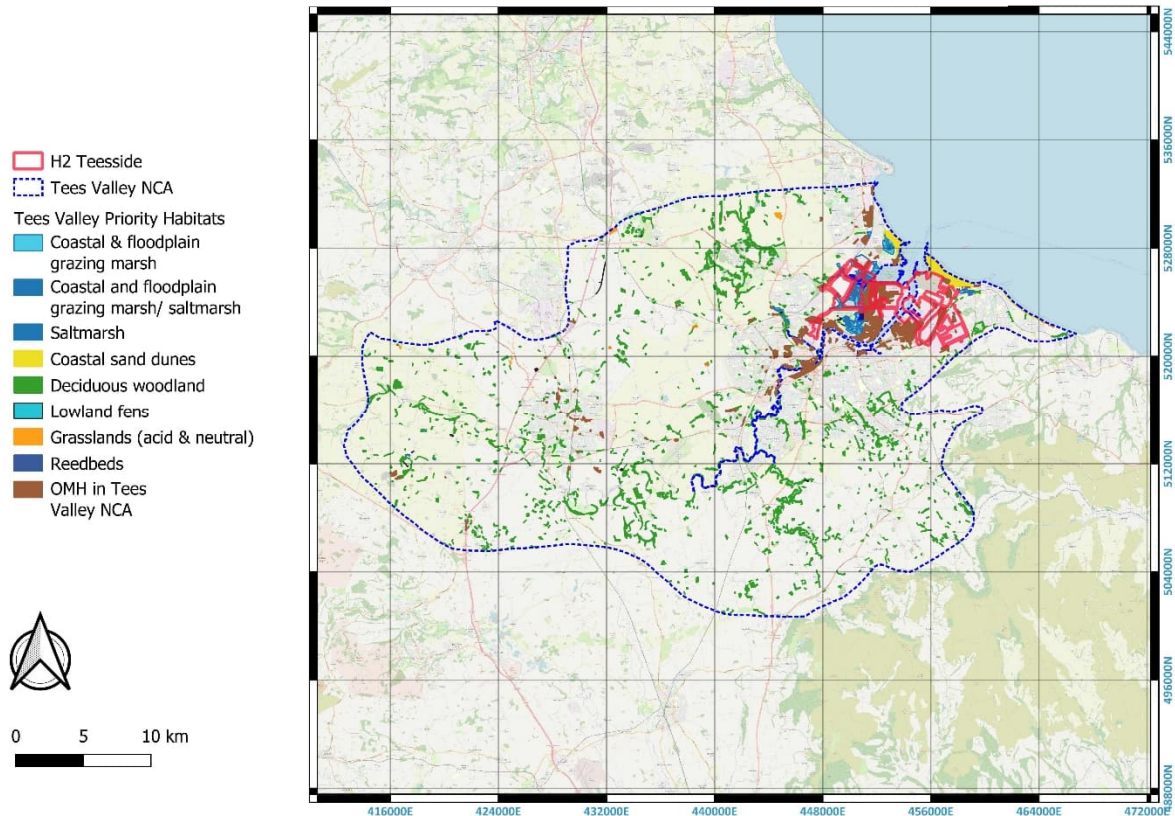 H2 Teesside
Tees Valley NCA
Tees Valley Priority Habitats
Coastal & floodplain
grazing marsh
Coastal and floodplain
grazing marsh/ saltmarsh
Saltmarsh
Coastal sand dunes
Deciduous woodland
Lowland fens
Grasslands (acid & neutral)
Reedbeds
OMH in Tees
Valley NCA
0 5 10 km
544000N
536000N
528000N
520000N
512000N
504000N
496000N
488000N
416000E 424000E 432000E 440000E 448000E 456000E 464000E 472000E